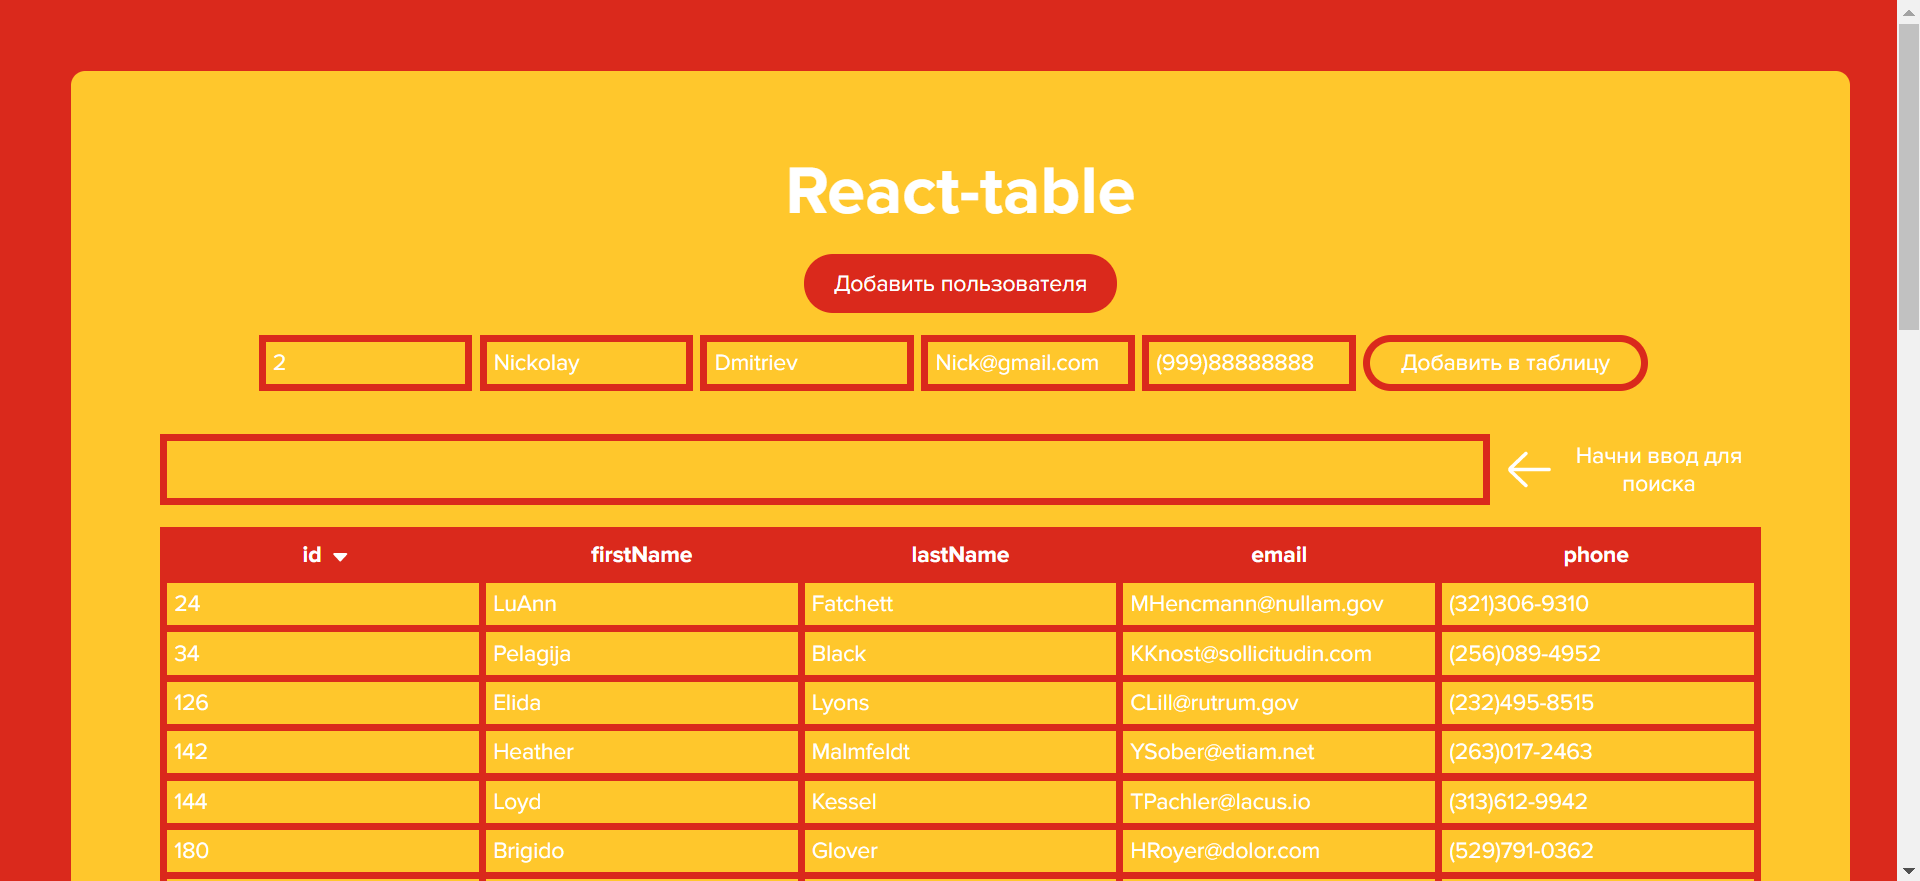 React-table
Добавить пользователя
2 Nickolay Dmitriev Nick@gmail.com (999)88888888 Добавить в таблицу
Начни ввод для
поиска
id firstName lastName email phone
24 LuAnn Fatchett MHencmann@nullam.gov (321)306-9310
34 Pelagija Black KKnost@sollicitudin.com (256)089-4952
126 Elida Lyons CLill@rutrum.gov (232)495-8515
142 Heather Malmfeldt YSober@etiam.net (263)017-2463
144 Loyd Kessel TPachler@lacus.io (313)612-9942
180 Brigido Glover HRoyer@dolor.com (529)791-0362